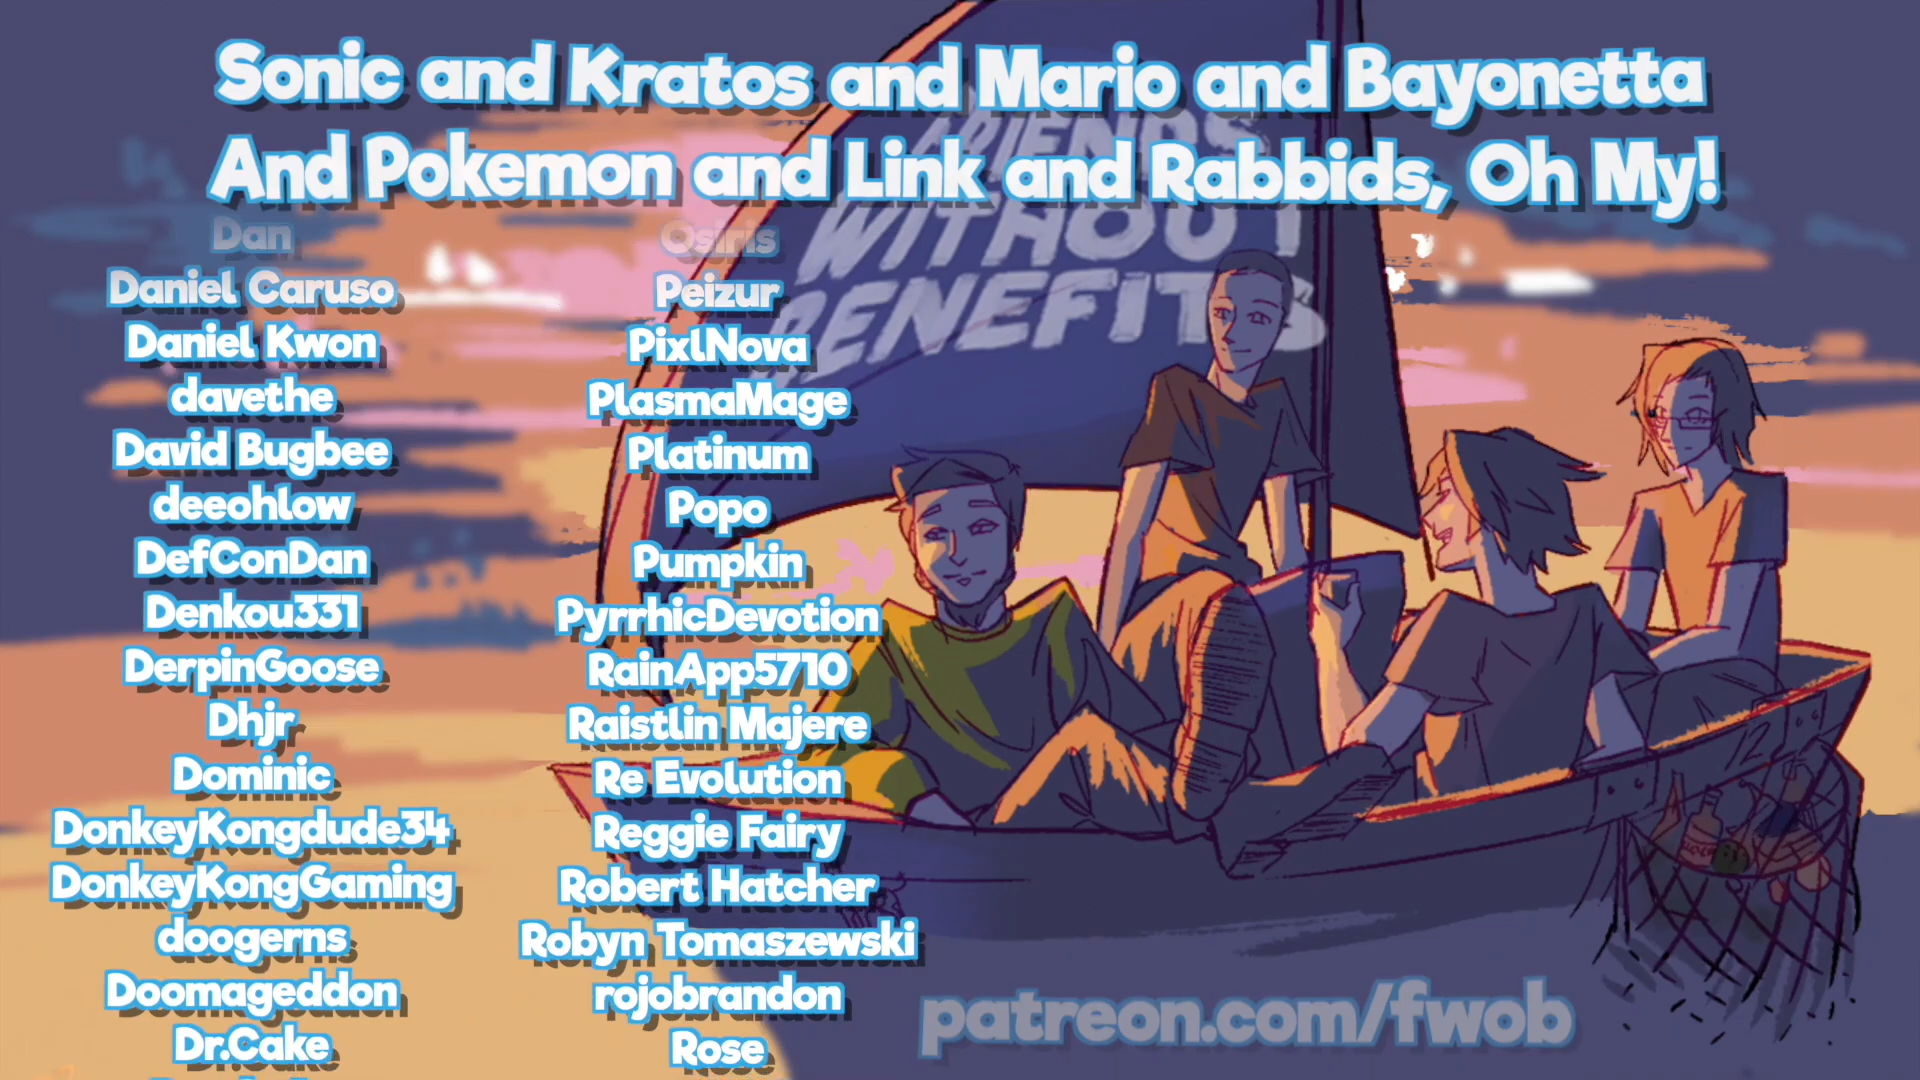 Sonic and Kratos and Mario and Bayonetta
And Pokemon and Link and Rabbids, Oh My!
FRIENDS
WITHOUT
BENEFITS
Dan
Daniel Caruso
Daniel Kwon
davethe
David Bugbee
deeohlow
DefConDan
Denkou331
DerpinGoose
Dhjr
Dominic
DonkeyKongdude34
DonkeyKongGaming
doogerns
Doomageddon
Dr.Cake
Osiris
Peizur
PixlNova
PlasmaMage
Platinum
Popo
Pumpkin
PyrrhicDevotion
RainApp5710
Raistlin Majere
Re Evolution
Reggie Fairy
Robert Hatcher
Robyn Tomaszewski
rojobrandon
Rose
patreon.com/fwob